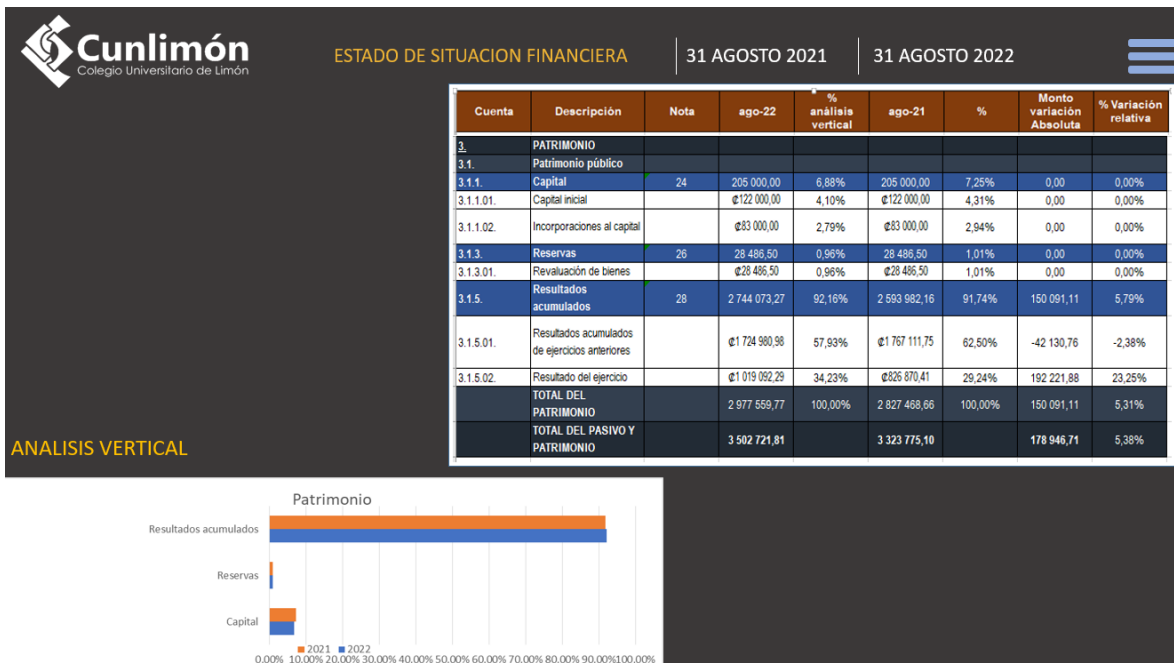 Cunlimón
Colegio Universitario de Limón
ESTADO DE SITUACION FINANCIERA
31 AGOSTO 2021
31 AGOSTO 2022
Cuenta Descripción Nota ago-22 % análisis vertical ago-21 % Monto variación Absoluta % Variación relativa
3. PATRIMONIO
3.1. Patrimonio público
3.1.1. Capital 24 205 000,00 6,88% 205 000,00 7,25% 0,00 0,00%
3.1.1.01. Capital inicial ₡122 000,00 4,10% ₡122 000,00 4,31% 0,00 0,00%
3.1.1.02. Incorporaciones al capital ₡83 000,00 2,79% ₡83 000,00 2,94% 0,00 0,00%
3.1.3. Reservas 26 28 486,50 0,96% 28 486,50 1,01% 0,00 0,00%
3.1.3.01. Revaluación de bienes ₡28 486,50 0,96% ₡28 486,50 1,01% 0,00 0,00%
3.1.5. Resultados acumulados 28 2 744 073,27 92,16% 2 593 982,16 91,74% 150 091,11 5,79%
3.1.5.01. Resultados acumulados de ejercicios anteriores ₡1 724 980,98 57,93% ₡1 767 111,75 62,50% -42 130,76 -2,38%
3.1.5.02. Resultado del ejercicio ₡1 019 092,29 34,23% ₡826 870,41 29,24% 192 221,88 23,25%
TOTAL DEL PATRIMONIO 2 977 559,77 100,00% 2 827 468,66 100,00% 150 091,11 5,31%
TOTAL DEL PASIVO Y PATRIMONIO 3 502 721,81 3 323 775,10 178 946,71 5,38%
ANALISIS VERTICAL
Patrimonio
Resultados acumulados
Reservas
Capital
2021 2022
0.00% 10.00% 20.00% 30.00% 40.00% 50.00% 60.00% 70.00% 80.00% 90.00% 100.00%